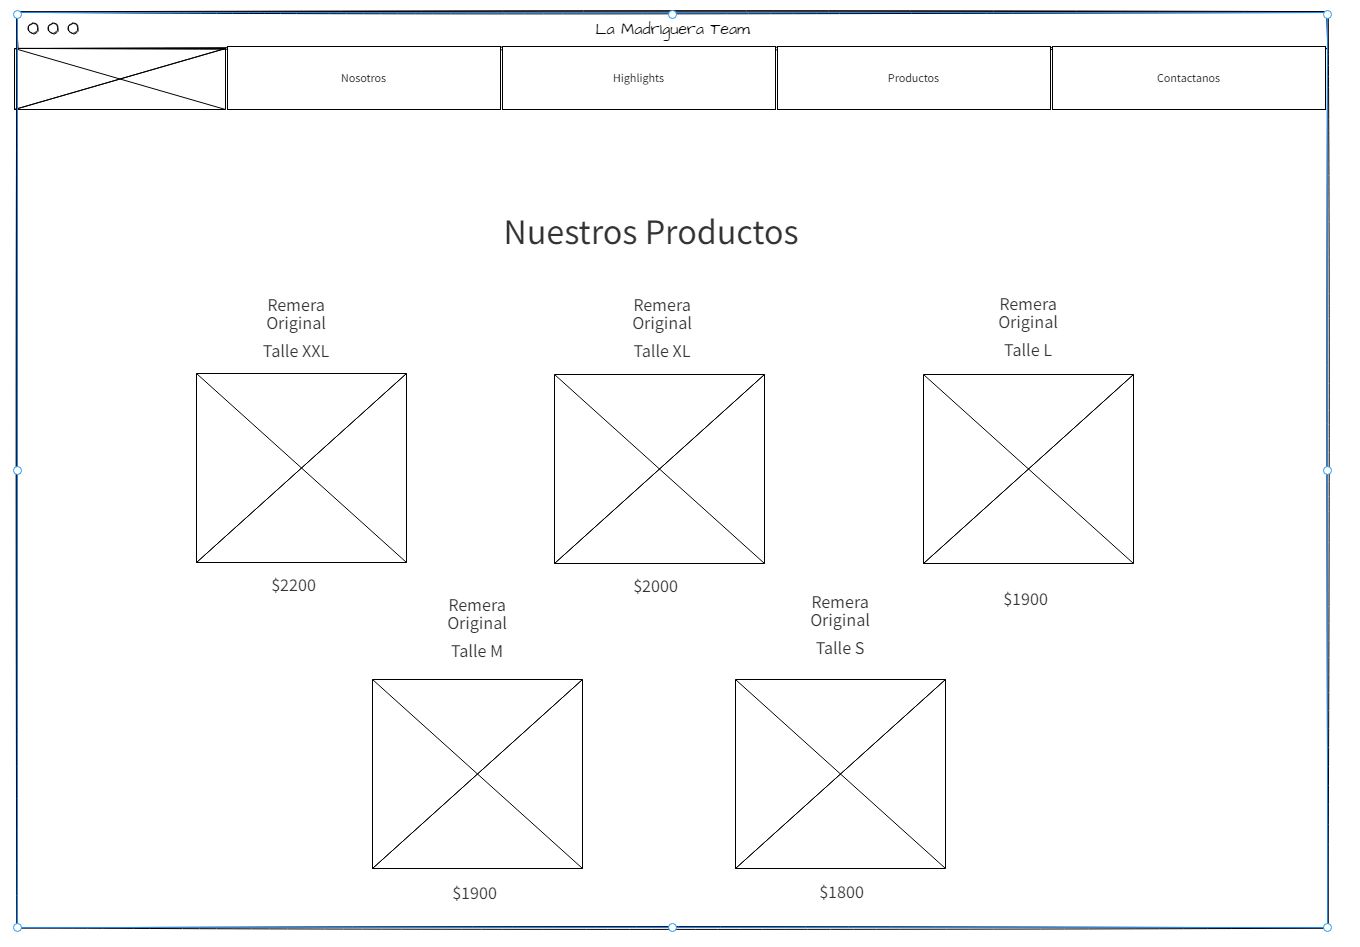 La Madriguera Team
Nosotros
Highlights
Productos
Contactanos
Nuestros Productos
Remera
Original
Talle XXL
$2200
Remera
Original
Talle XL
$2000
Remera
Original
Talle L
$1900
Remera
Original
Talle M
$1900
Remera
Original
Talle S
$1800